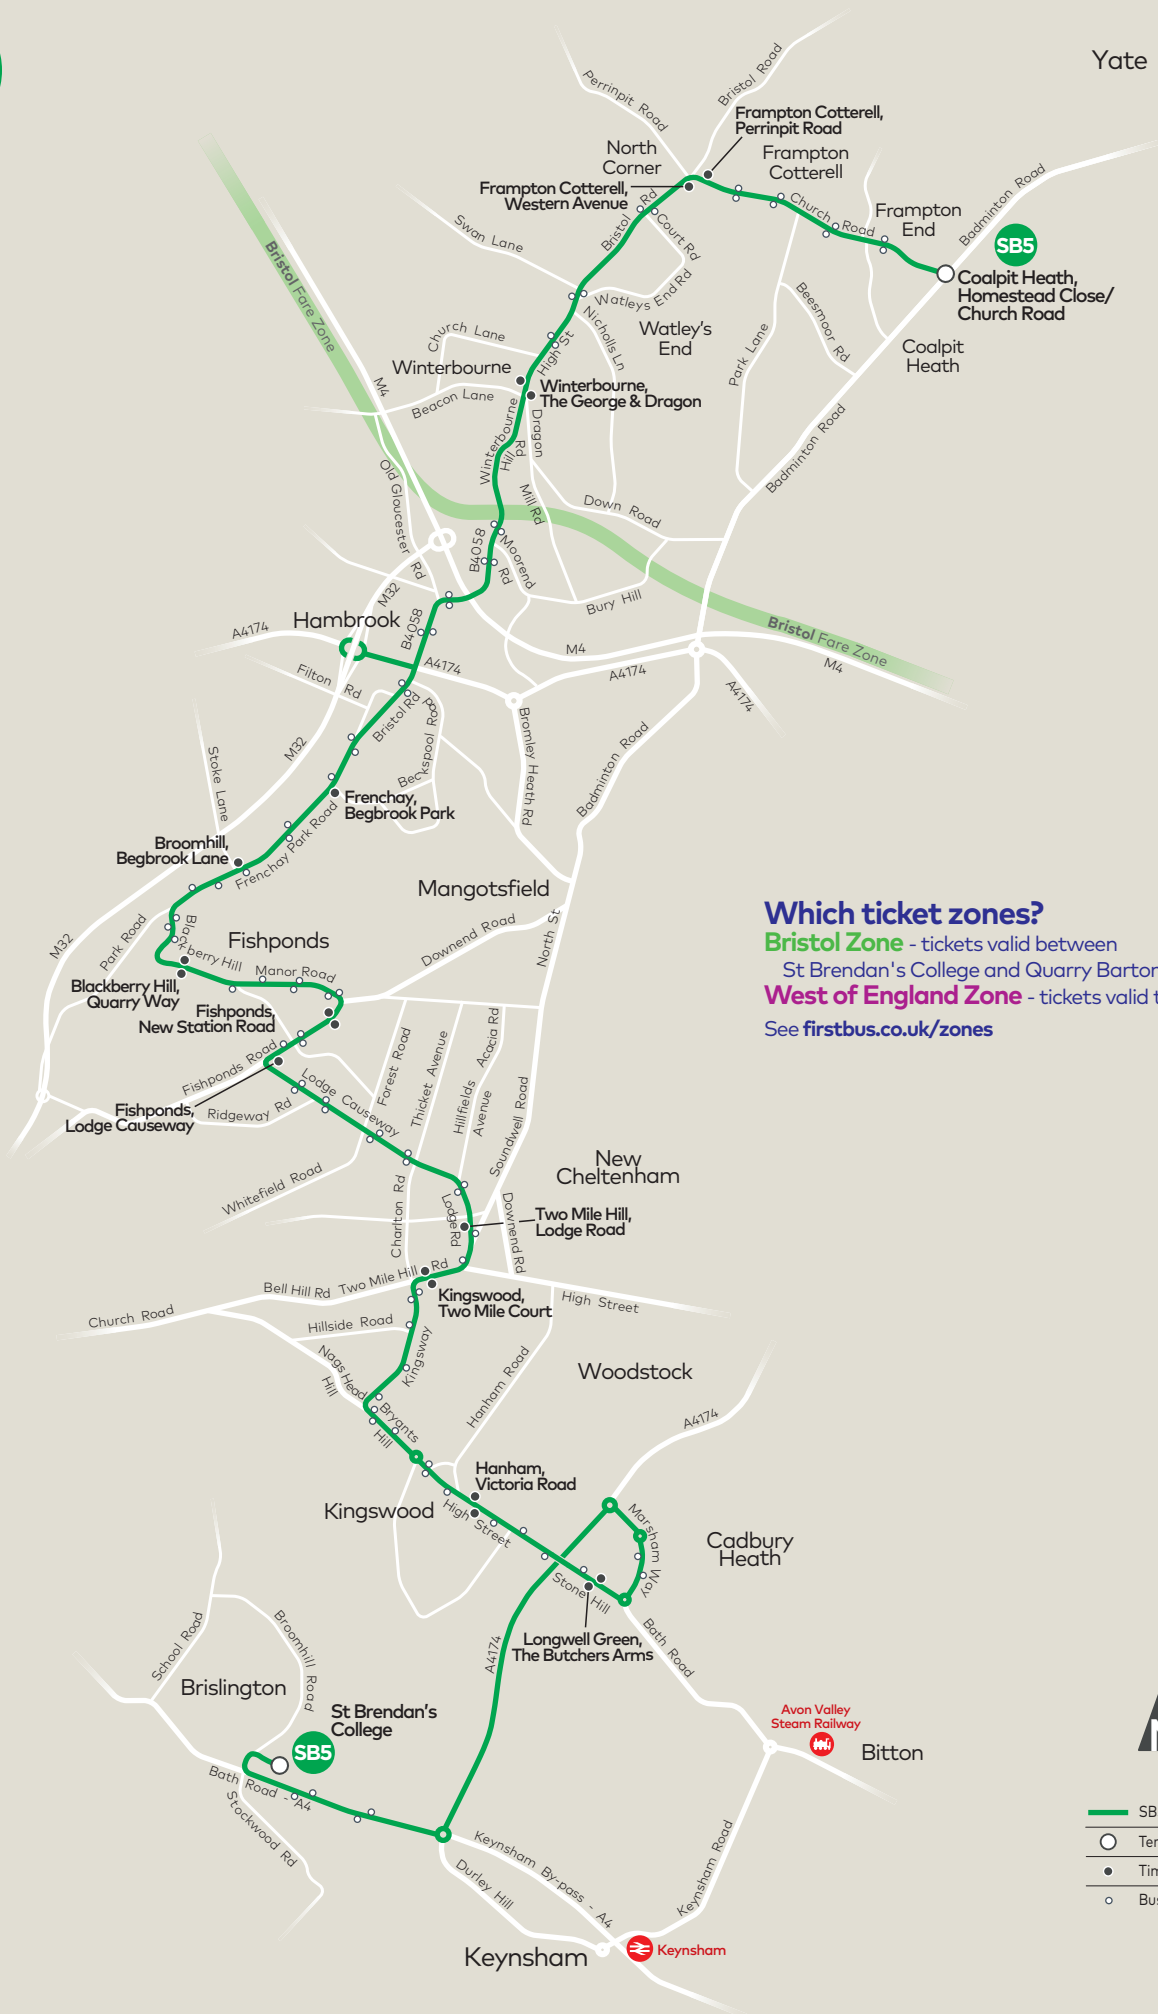 Yate
Perrinpit Road
Bristol Road
Frampton Cotterell,
Perrinpit Road
North
Corner
Frampton
Cotterell
Frampton Cotterell,
Western Avenue
Badminton Road
Church Road
Frampton
End
SB5
Bristol Rd
Court Rd
Swan Lane
Coalpit Heath,
Homestead Close/
Church Road
Bristol Fare Zone
Watleys End Rd
Nicholls Ln
Watley's
End
Beesmoor Rd
Park Lane
Coalpit
Heath
Church Lane
High St
Winterbourne
Winterbourne,
The George & Dragon
M4
Beacon Lane
Winterbourne
Hill
Dragon
Rd
Badminton Road
Old Gloucester Rd
Mill Rd
Down Road
B4058
Moorend
Rd
M32
Bury Hill
Hambrook
B4058
A4174
Bristol Fare Zone
M4
A4174
A4174
M4
A4174
Filton Rd
Bristol Rd
Beckspool Road
Bromley Heath Rd
Badminton Road
M32
Stoke Lane
Frenchay,
Begbrook Park
Frenchay Park Road
Broomhill,
Begbrook Lane
Mangotsfield
Which ticket zones?
Bristol Zone - tickets valid between
St Brendan's College and Quarry Barton
West of England Zone - tickets valid t
See firstbus.co.uk/zones
M32
Park Road
Blackberry Hill
Fishponds
Downend Road
North St
Manor Road
Blackberry Hill,
Quarry Way
Fishponds,
New Station Road
Fishponds Road
Forest Road
Thicket Avenue
Acacia Rd
Hillfields
Avenue
Soundwell Road
Lodge Causeway
Ridgeway Rd
Fishponds,
Lodge Causeway
Whitefield Road
New
Cheltenham
Charlton Rd
Lodge Rd
Downend Rd
Two Mile Hill,
Lodge Road
Bell Hill Rd
Two Mile Hill Rd
Kingswood,
Two Mile Court
High Street
Church Road
Hillside Road
Kingsway
Nags Head
Hill
Hanham Road
Woodstock
Bryants
Hill
A4174
Hanham,
Victoria Road
Kingswood
High Street
Marsham Way
Cadbury
Heath
Stone Hill
Longwell Green,
The Butchers Arms
Bath Road
A4174
School Road
Broomhill Road
Brislington
St Brendan's
College
SB5
Avon Valley
Steam Railway
Bitton
Bath Road - A4
Stockwood Rd
SB
Ter
Tim
Bus
Keynsham Road
Keynsham By-pass - A4
Durley Hill
Keynsham
Keynsham